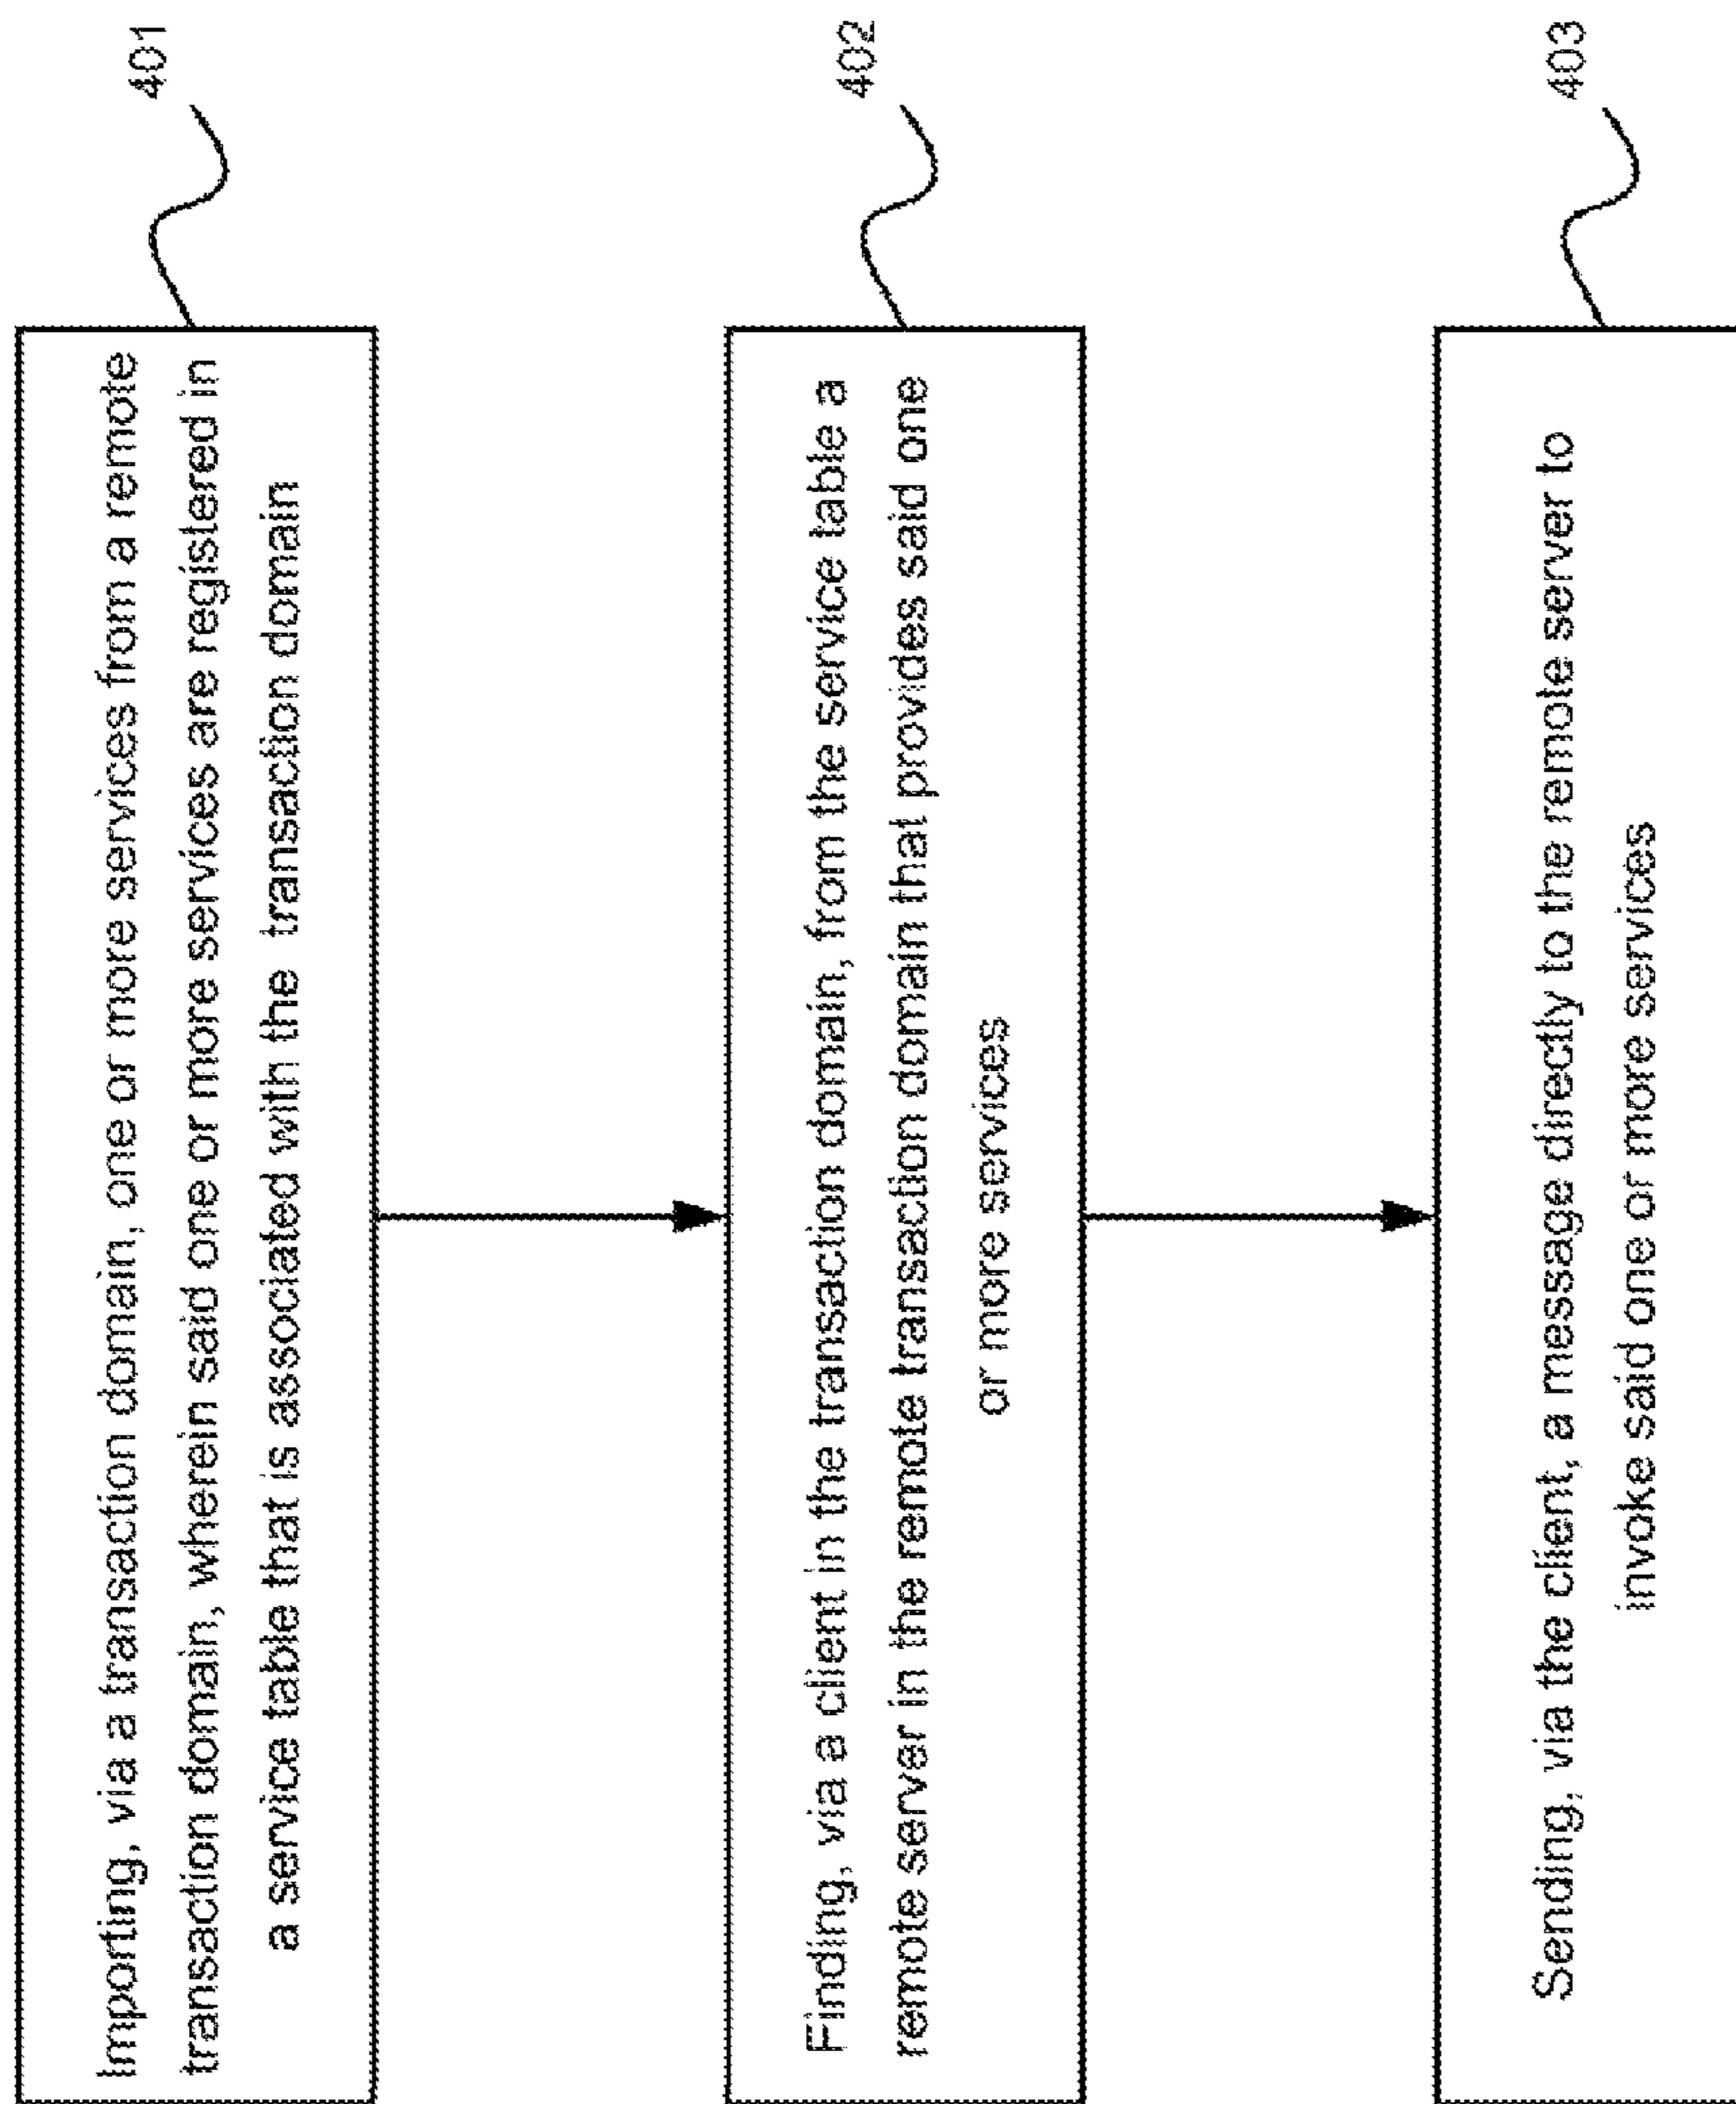 401
Importing, via a transaction domain, one or more services from a remote
transaction domain, wherein said one or more services are registered in
a service table that is associated with the transaction domain
402
Finding, via a client in the transaction domain, from the service table a
remote server in the remote transaction domain that provides said one
or more services
403
Sending, via the client, a message directly to the remote server to
invoke said one or more services